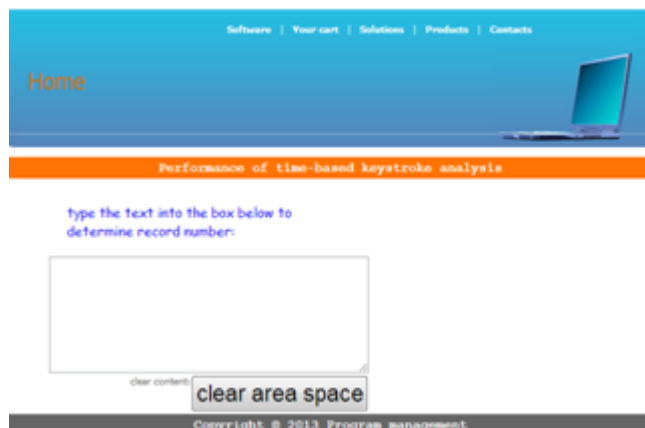 Software | Your cart | Solutions | Products | Contacts
Home
Performance of time-based keystroke analysis
type the text into the box below to
determine record number:
clear content:
clear area space
Copyright © 2013 Program management